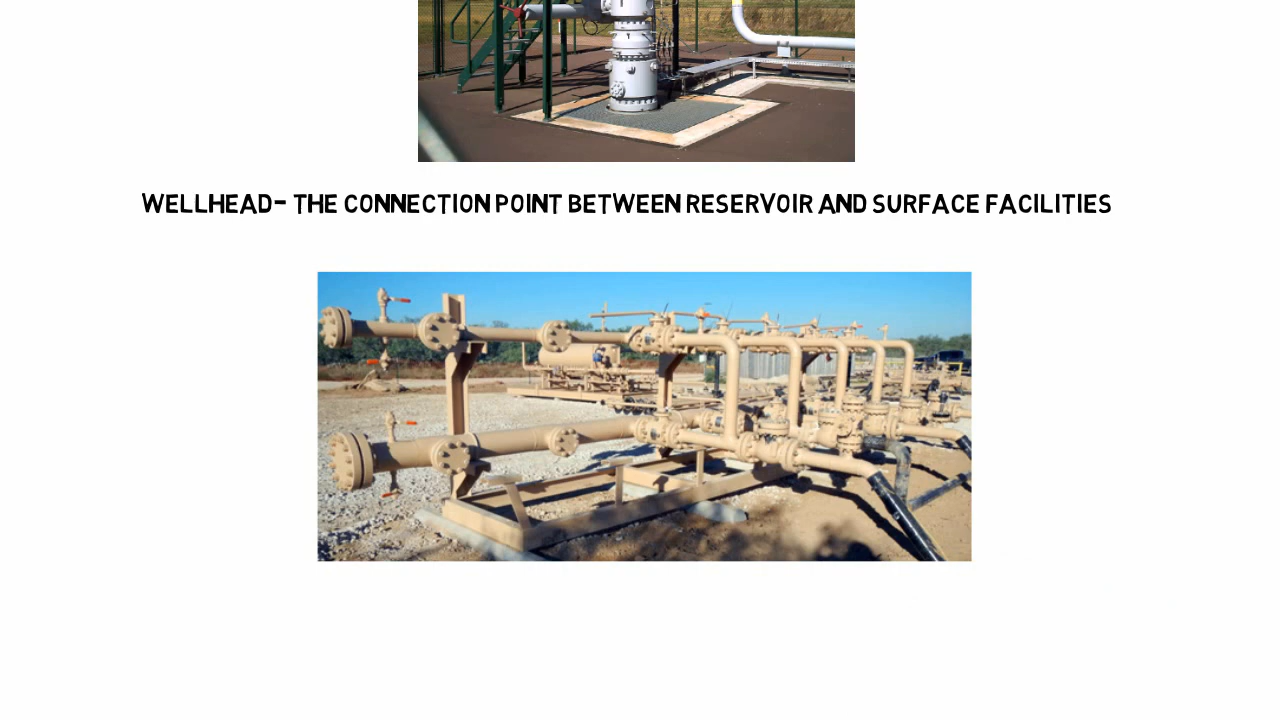 WELLHEAD- THE CONNECTION POINT BETWEEN RESERVOIR AND SURFACE FACILITIES